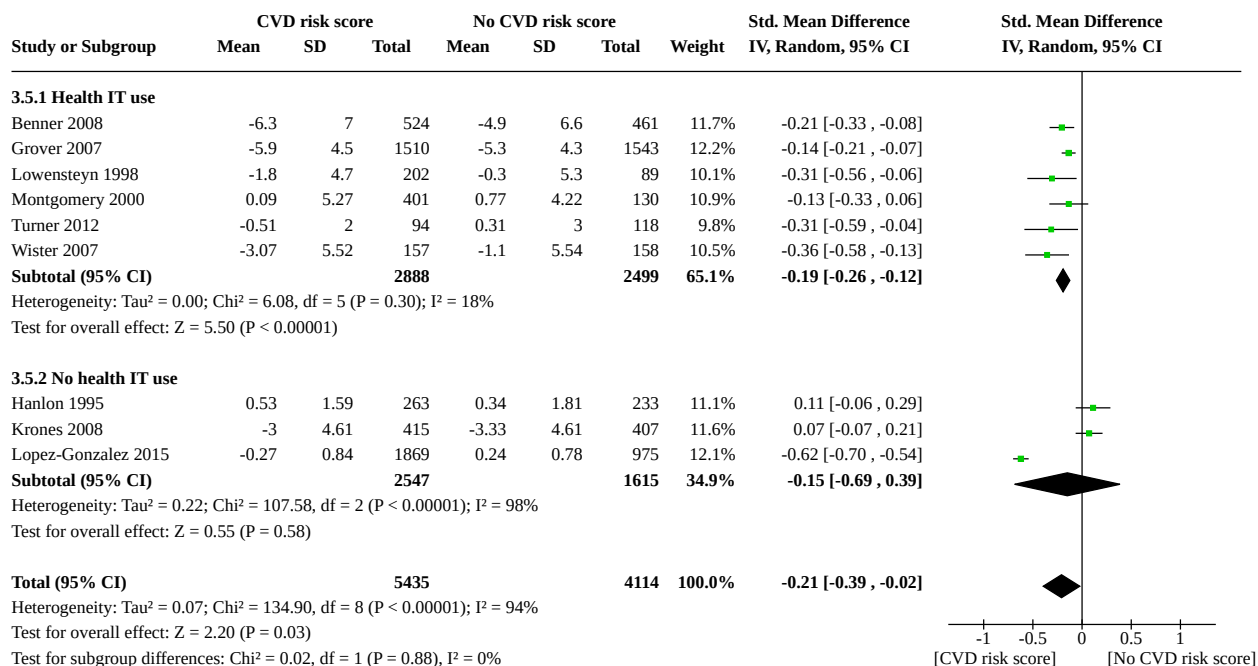 CVD risk score No CVD risk score Std. Mean Difference Std. Mean Difference
Study or Subgroup Mean SD Total Mean SD Total Weight IV, Random, 95% CI IV, Random, 95% CI
3.5.1 Health IT use
Benner 2008 -6.3 7 524 -4.9 6.6 461 11.7% -0.21 [-0.33 , -0.08]
Grover 2007 -5.9 4.5 1510 -5.3 4.3 1543 12.2% -0.14 [-0.21 , -0.07]
Lowensteyn 1998 -1.8 4.7 202 -0.3 5.3 89 10.1% -0.31 [-0.56 , -0.06]
Montgomery 2000 0.09 5.27 401 0.77 4.22 130 10.9% -0.13 [-0.33 , 0.06]
Turner 2012 -0.51 2 94 0.31 3 118 9.8% -0.31 [-0.59 , -0.04]
Wister 2007 -3.07 5.52 157 -1.1 5.54 158 10.5% -0.36 [-0.58 , -0.13]
Subtotal (95% CI) 2888 2499 65.1% -0.19 [-0.26 , -0.12]
Heterogeneity: Tau² = 0.00; Chi² = 6.08, df = 5 (P = 0.30); I² = 18%
Test for overall effect: Z = 5.50 (P < 0.00001)
3.5.2 No health IT use
Hanlon 1995 0.53 1.59 263 0.34 1.81 233 11.1% 0.11 [-0.06 , 0.29]
Krones 2008 -3 4.61 415 -3.33 4.61 407 11.6% 0.07 [-0.07 , 0.21]
Lopez-Gonzalez 2015 -0.27 0.84 1869 0.24 0.78 975 12.1% -0.62 [-0.70 , -0.54]
Subtotal (95% CI) 2547 1615 34.9% -0.15 [-0.69 , 0.39]
Heterogeneity: Tau² = 0.22; Chi² = 107.58, df = 2 (P < 0.00001); I² = 98%
Test for overall effect: Z = 0.55 (P = 0.58)
Total (95% CI) 5435 4114 100.0% -0.21 [-0.39 , -0.02]
Heterogeneity: Tau² = 0.07; Chi² = 134.90, df = 8 (P < 0.00001); I² = 94%
Test for overall effect: Z = 2.20 (P = 0.03) -1 -0.5 0 0.5 1
Test for subgroup differences: Chi² = 0.02, df = 1 (P = 0.88), I² = 0% [CVD risk score] [No CVD risk score]